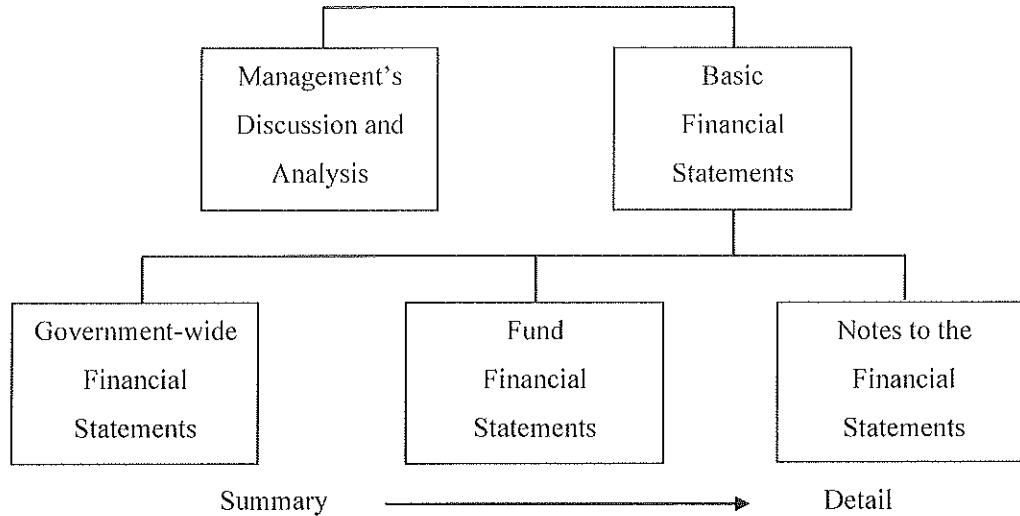 Management's
Discussion and
Analysis
Basic
Financial
Statements
Government-wide
Financial
Statements
Fund
Financial
Statements
Notes to the
Financial
Statements
Summary
Detail